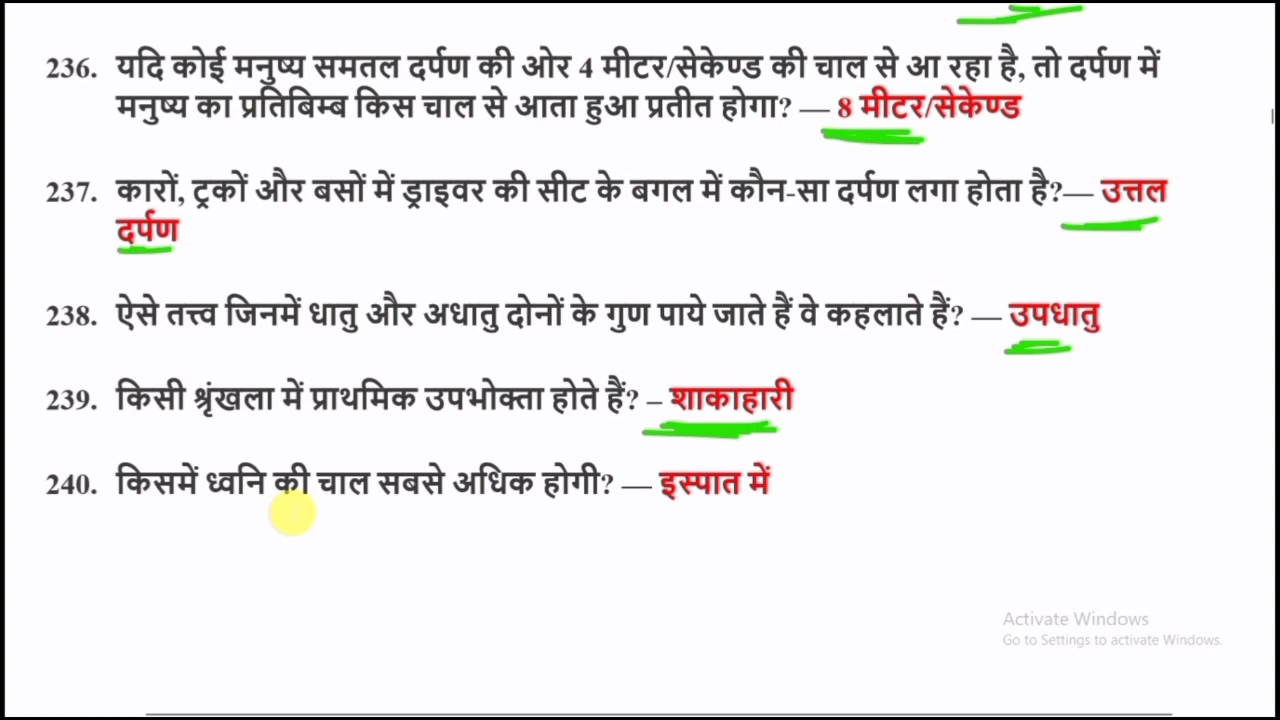 236. यदि कोई मनुष्य समतल दर्पण की ओर 4 मीटर/सेकेण्ड की चाल से आ रहा है, तो दर्पण में
मनुष्य का प्रतिबिम्ब किस चाल से आता हुआ प्रतीत होगा? — 8 मीटर/सेकेण्ड
237. कारों, ट्रकों और बसों में ड्राइवर की सीट के बगल में कौन-सा दर्पण लगा होता है?— उत्तल
दर्पण
238. ऐसे तत्त्व जिनमें धातु और अधातु दोनों के गुण पाये जाते हैं वे कहलाते हैं? — उपधातु
239. किसी श्रृंखला में प्राथमिक उपभोक्ता होते हैं? – शाकाहारी
240. किसमें ध्वनि की चाल सबसे अधिक होगी? — इस्पात में
Activate Windows
Go to Settings to activate Windows.